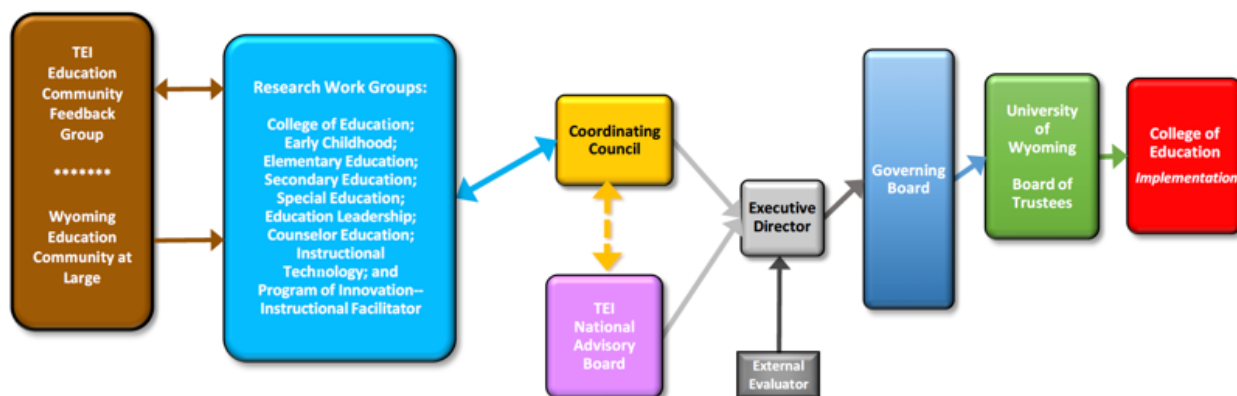 TEI
Education
Community
Feedback
Group
*******
Wyoming
Education
Community at
Large
Research Work Groups:
College of Education;
Early Childhood;
Elementary Education;
Secondary Education;
Special Education;
Education Leadership;
Counselor Education;
Instructional
Technology; and
Program of Innovation--
Instructional Facilitator
Coordinating
Council
TEI
National
Advisory
Board
Executive
Director
External
Evaluator
Governing
Board
University
of
Wyoming
Board of
Trustees
College of
Education
Implementation